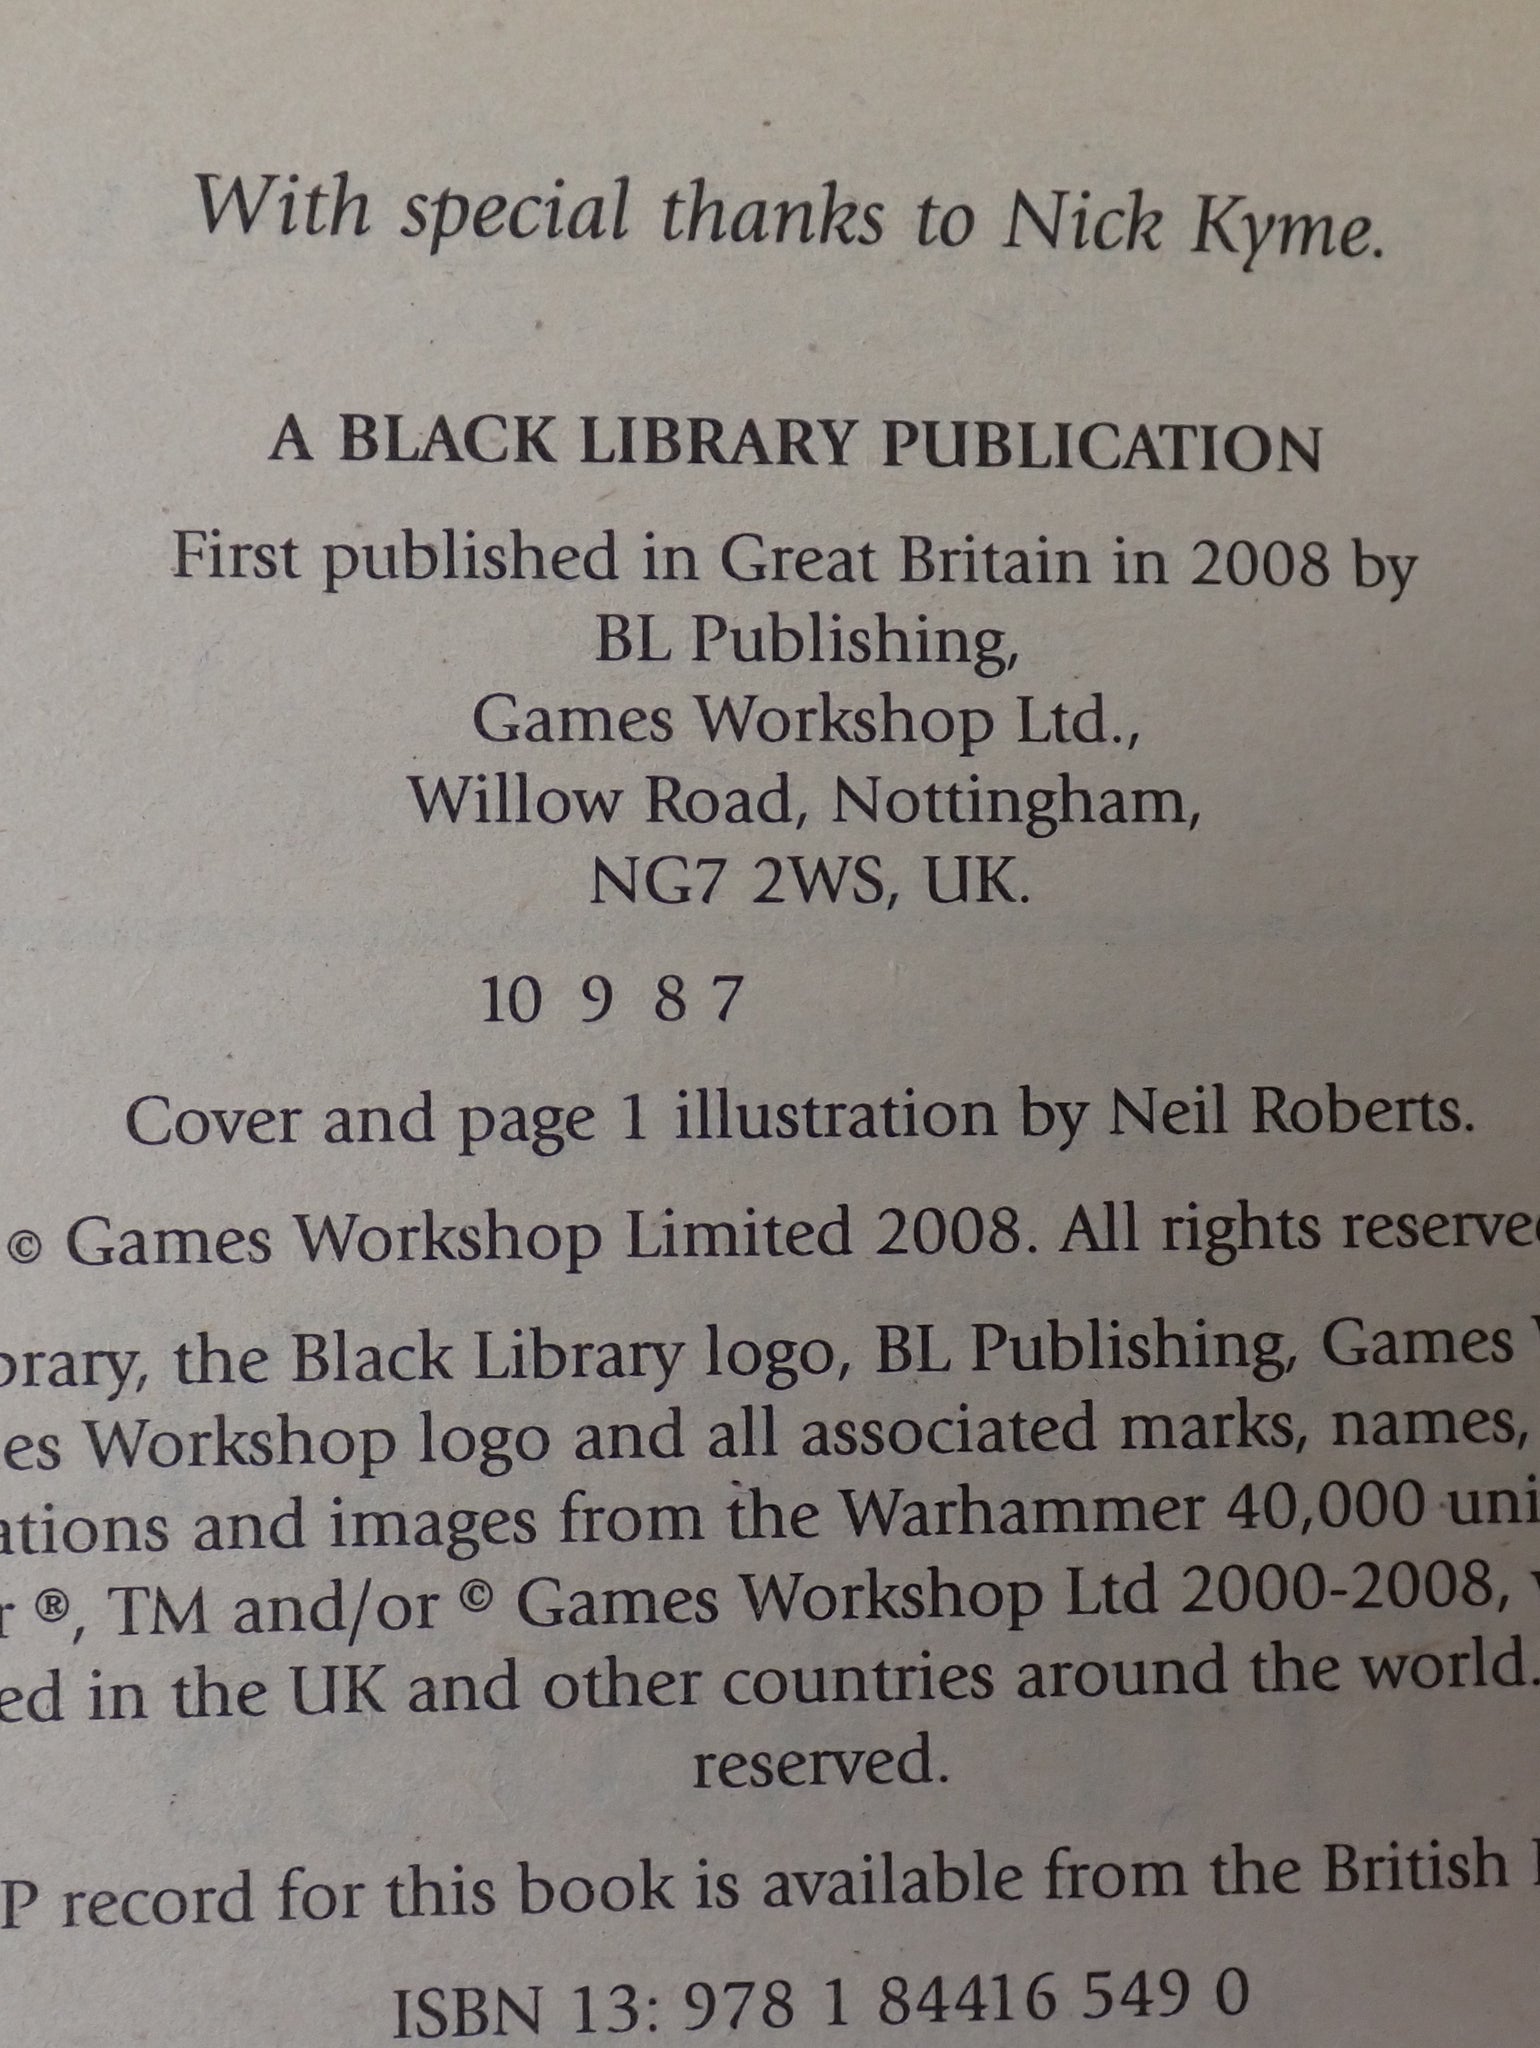 With special thanks to Nick Kyme.
A BLACK LIBRARY PUBLICATION
First published in Great Britain in 2008 by
BL Publishing,
Games Workshop Ltd.,
Willow Road, Nottingham,
NG7 2WS, UK.
10 9 8 7
Cover and page 1 illustration by Neil Roberts.
© Games Workshop Limited 2008. All rights reserve
brary, the Black Library logo, BL Publishing, Games
es Workshop logo and all associated marks, names,
ations and images from the Warhammer 40,000 uni
r ®, TM and/or © Games Workshop Ltd 2000-2008,
ed in the UK and other countries around the world.
reserved.
P record for this book is available from the British
ISBN 13: 978 1 84416 549 0